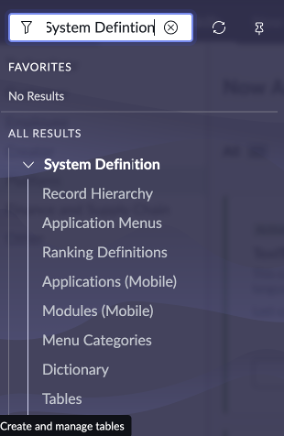 System Defintion
FAVORITES
No Results
ALL RESULTS
System Definition
Record Hierarchy
Application Menus
Ranking Definitions
Applications (Mobile)
Modules (Mobile)
Menu Categories
Dictionary
Tables
Create and manage tables